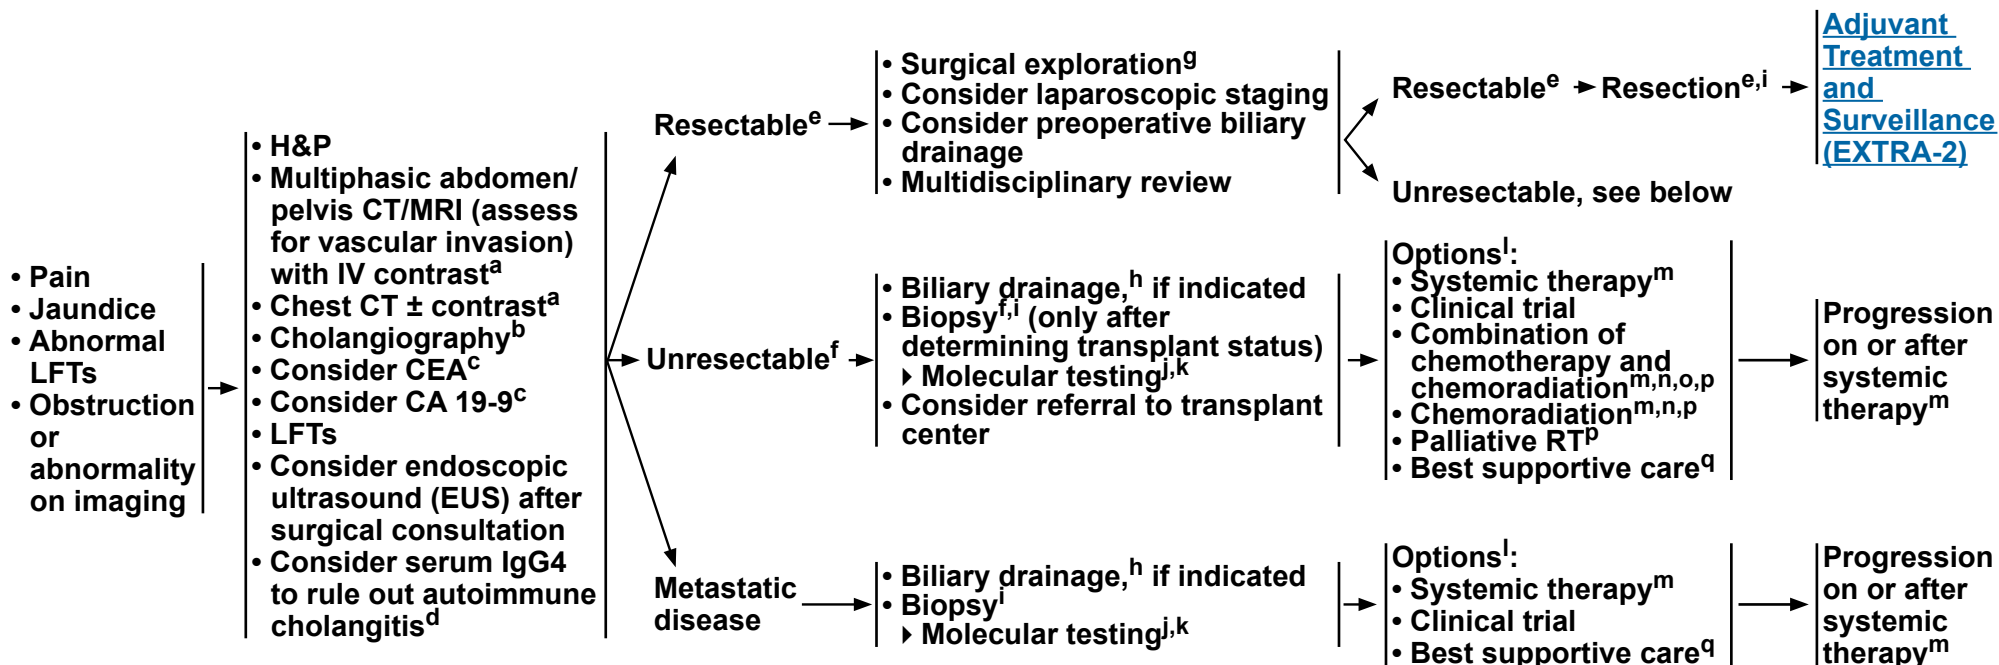 • Pain
• Jaundice
• Abnormal
LFTs
• Obstruction
or
abnormality
on imaging
• H&P
• Multiphasic abdomen/
pelvis CT/MRI (assess
for vascular invasion)
with IV contrastᵃ
• Chest CT ± contrastᵃ
• Cholangiographyᵇ
• Consider CEAᶜ
• Consider CA 19-9ᶜ
• LFTs
• Consider endoscopic
ultrasound (EUS) after
surgical consultation
• Consider serum IgG4
to rule out autoimmune
cholangitisᵈ
Resectableᵉ
• Surgical explorationᵍ
• Consider laparoscopic staging
• Consider preoperative biliary
drainage
• Multidisciplinary review
Resectableᵉ
Resectionᵉ,ⁱ
Adjuvant
Treatment
and
Surveillance
(EXTRA-2)
Unresectable, see below
Unresectableᶠ
• Biliary drainage,ʰ if indicated
• Biopsyᶠ,ⁱ (only after
determining transplant status)
▸ Molecular testingʲ,ᵏ
• Consider referral to transplant
center
Optionsˡ:
• Systemic therapyᵐ
• Clinical trial
• Combination of
chemotherapy and
chemoradiationᵐ,ⁿ,ᵒ,ᵖ
• Chemoradiationᵐ,ⁿ,ᵖ
• Palliative RTᵖ
• Best supportive care^q
Progression
on or after
systemic
therapyᵐ
Metastatic
disease
• Biliary drainage,ʰ if indicated
• Biopsyⁱ
▸ Molecular testingʲ,ᵏ
Optionsˡ:
• Systemic therapyᵐ
• Clinical trial
• Best supportive care^q
Progression
on or after
systemic
therapyᵐ